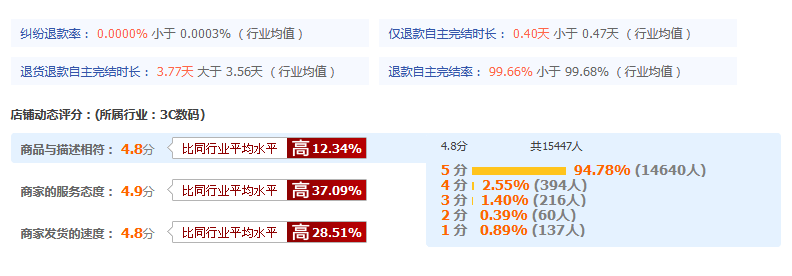 纠纷退款率： 0.0000% 小于 0.0003% （行业均值） 仅退款自主完结时长： 0.40天 小于 0.47天 （行业均值）
退货退款自主完结时长： 3.77天 大于 3.56天 （行业均值） 退款自主完结率： 99.66% 小于 99.68% （行业均值）
店铺动态评分：(所属行业：3C数码)
商品与描述相符： 4.8分 比同行业平均水平 高 12.34%
4.8分 共15447人
5 分 94.78% (14640人)
4 分 2.55% (394人)
3 分 1.40% (216人)
2 分 0.39% (60人)
1 分 0.89% (137人)
商家的服务态度： 4.9分 比同行业平均水平 高 37.09%
商家发货的速度： 4.8分 比同行业平均水平 高 28.51%